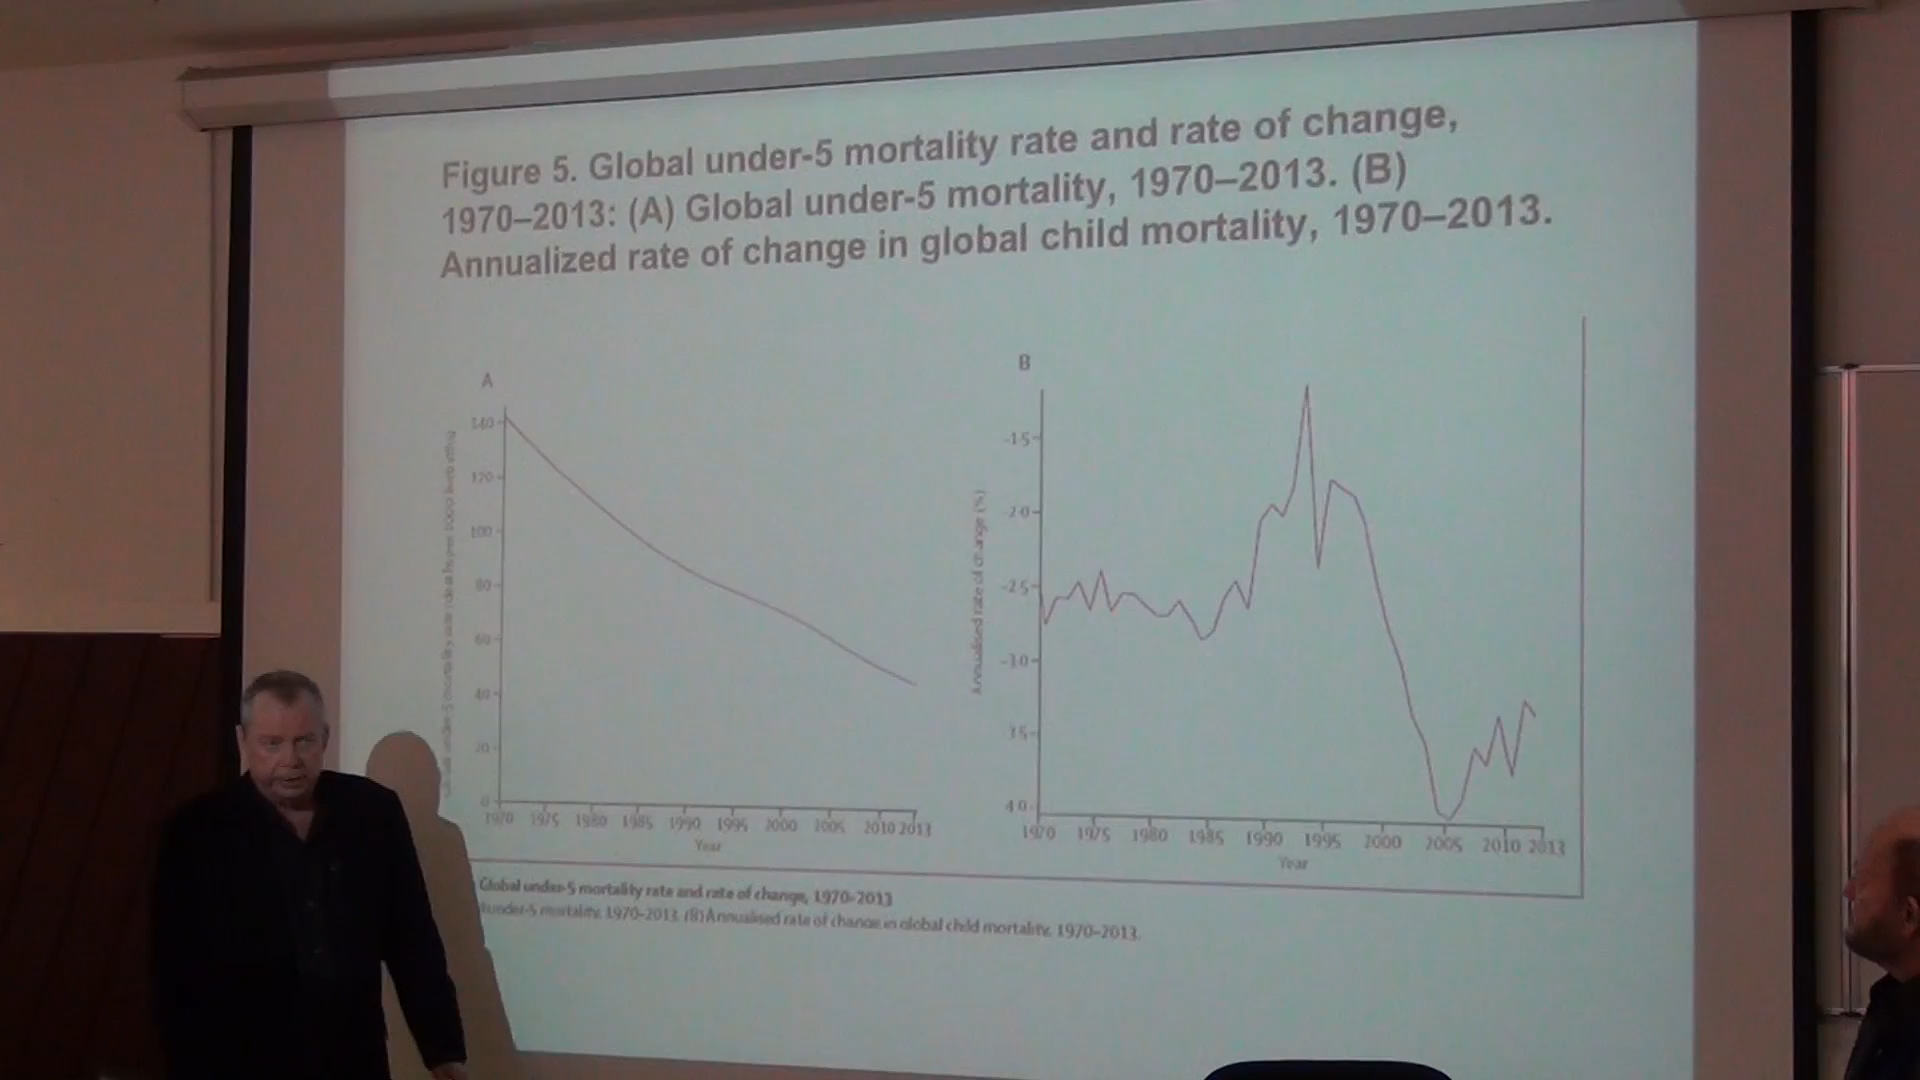 Figure 5. Global under-5 mortality rate and rate of change,
1970–2013: (A) Global under-5 mortality, 1970–2013. (B)
Annualized rate of change in global child mortality, 1970–2013.
A
140
120
100
80
60
40
20
0
1970 1975 1980 1985 1990 1995 2000 2005 2010 2013
Year
B
Annualised rate of change (%)
-15
-20
-25
-30
35
40
1970 1975 1980 1985 1990 1995 2000 2005 2010 2013
Year
Global under-5 mortality rate and rate of change, 1970–2013
under-5 mortality, 1970–2013. (B) Annualised rate of change in global child mortality, 1970–2013.